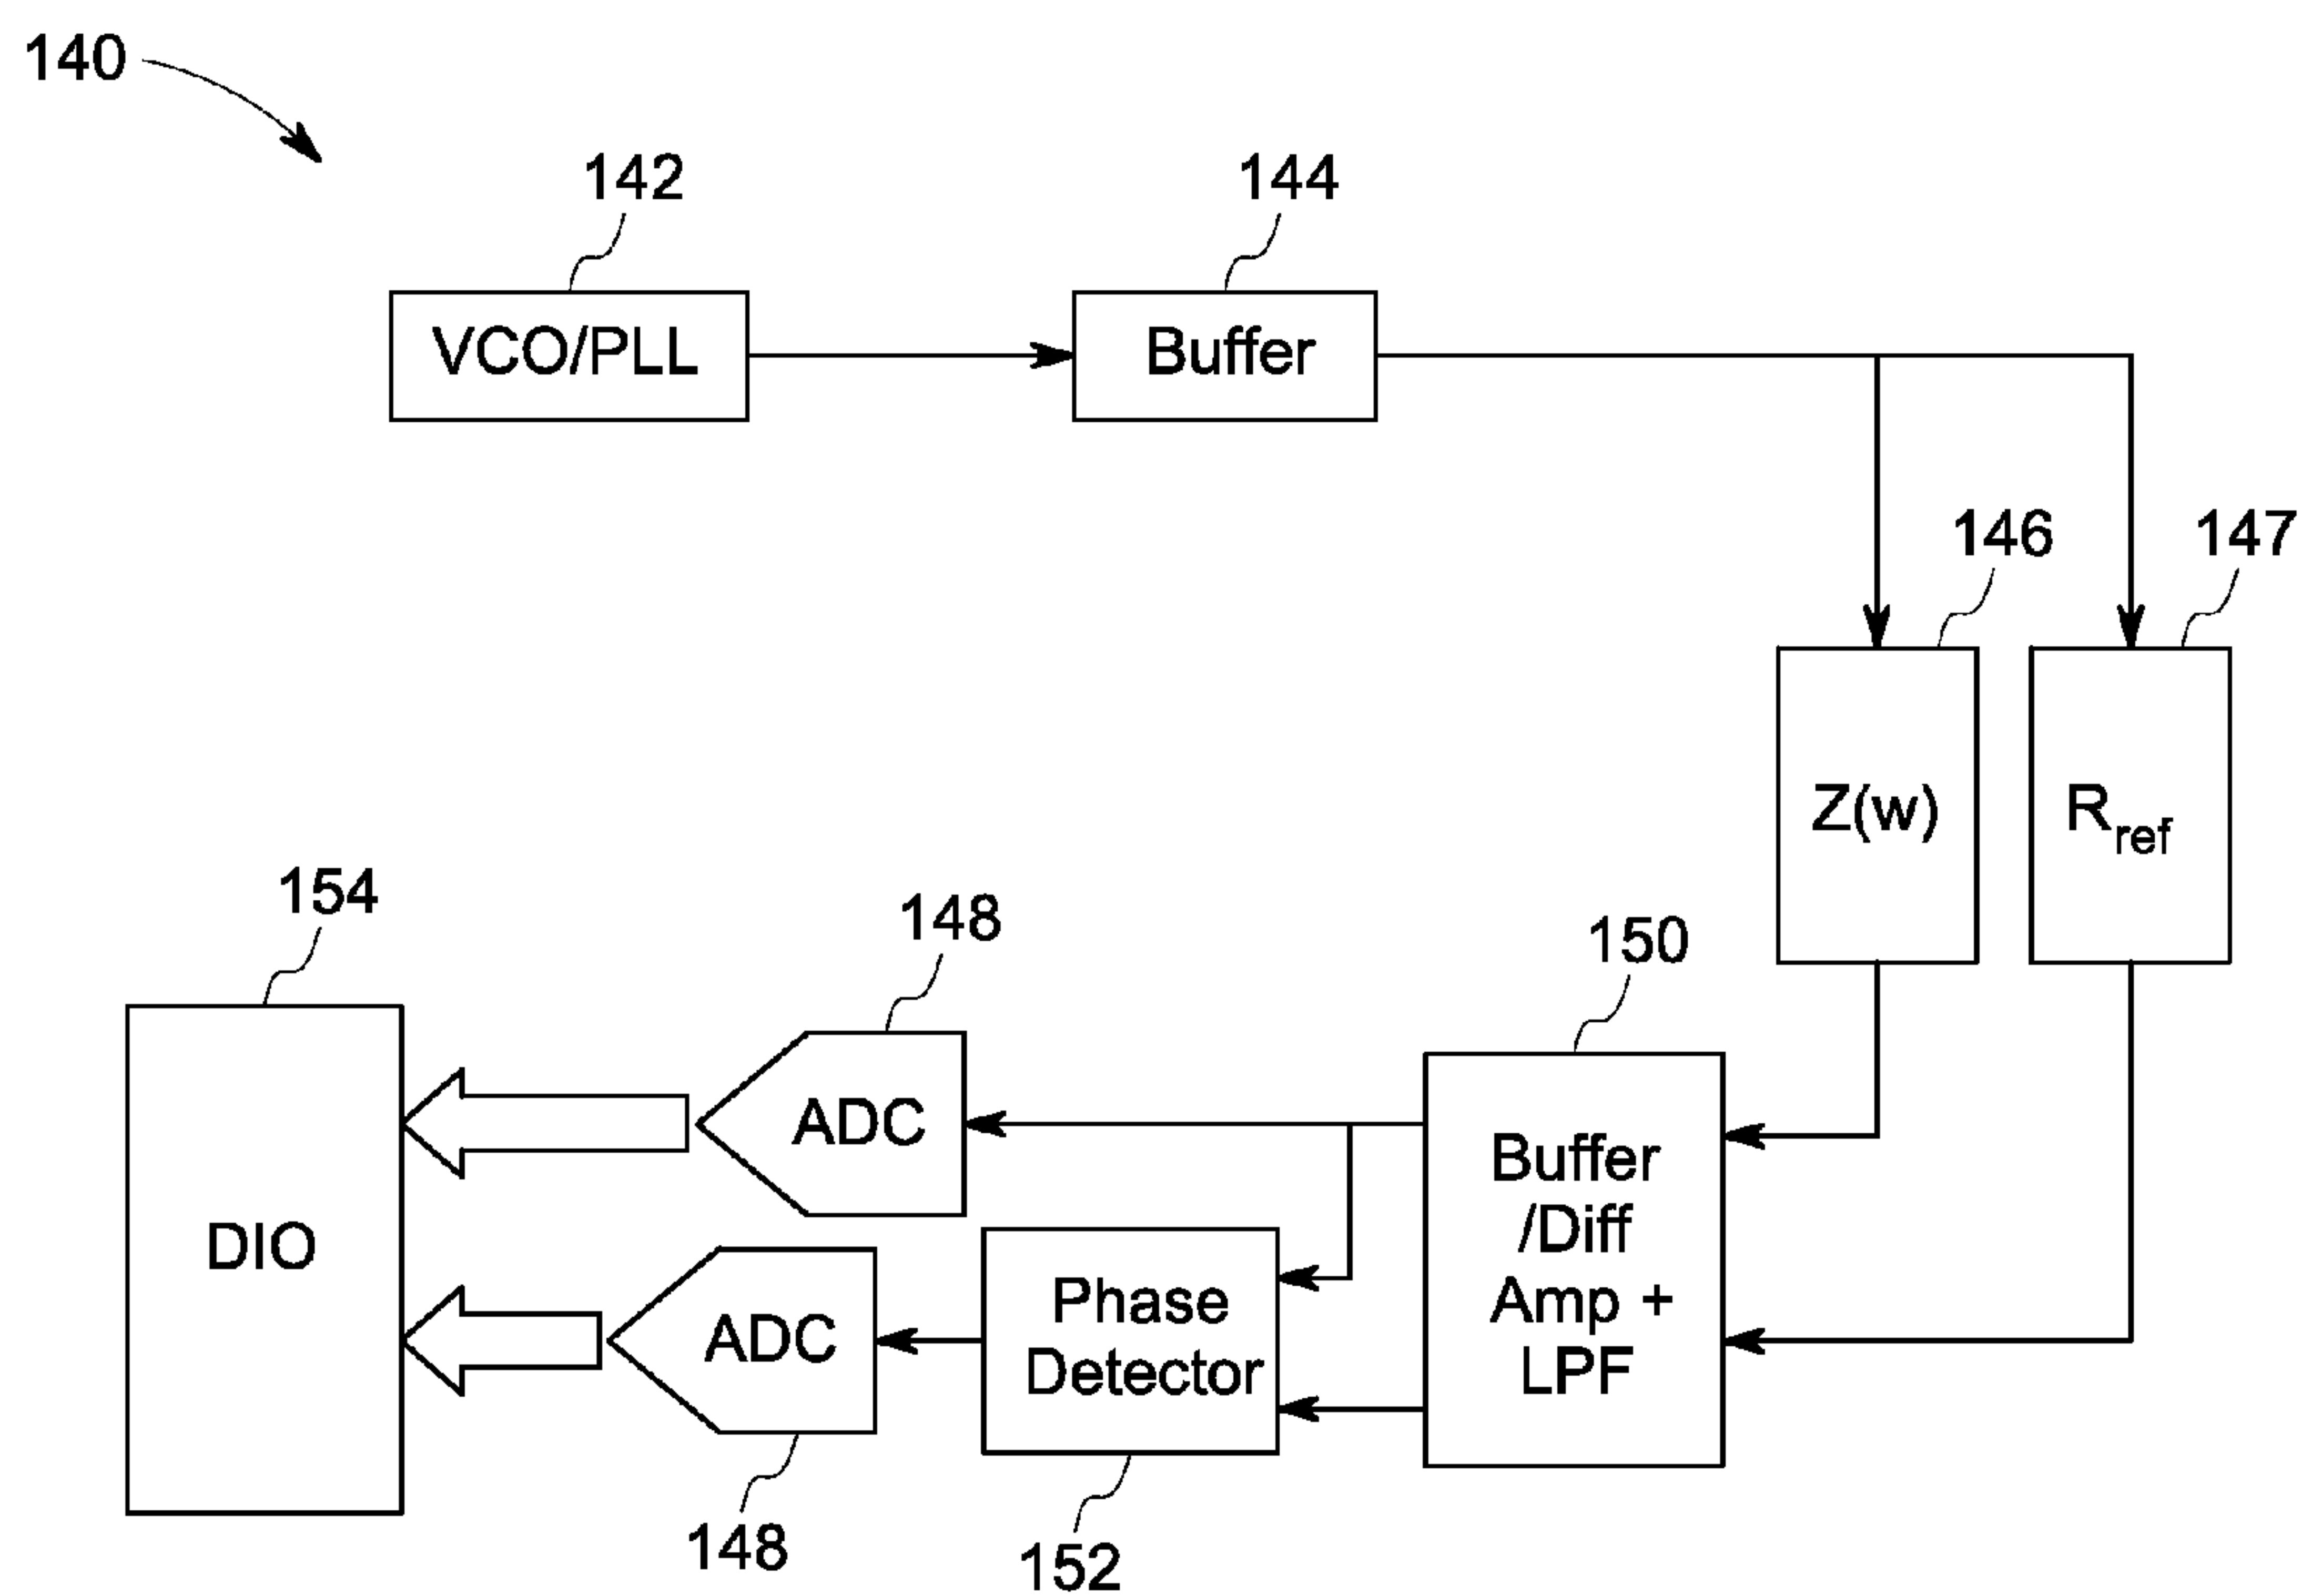 140
142
144
VCO/PLL
Buffer
146
147
Z(w)
R_ref
154
148
150
DIO
ADC
Buffer
/Diff
Amp +
LPF
ADC
Phase
Detector
148
152